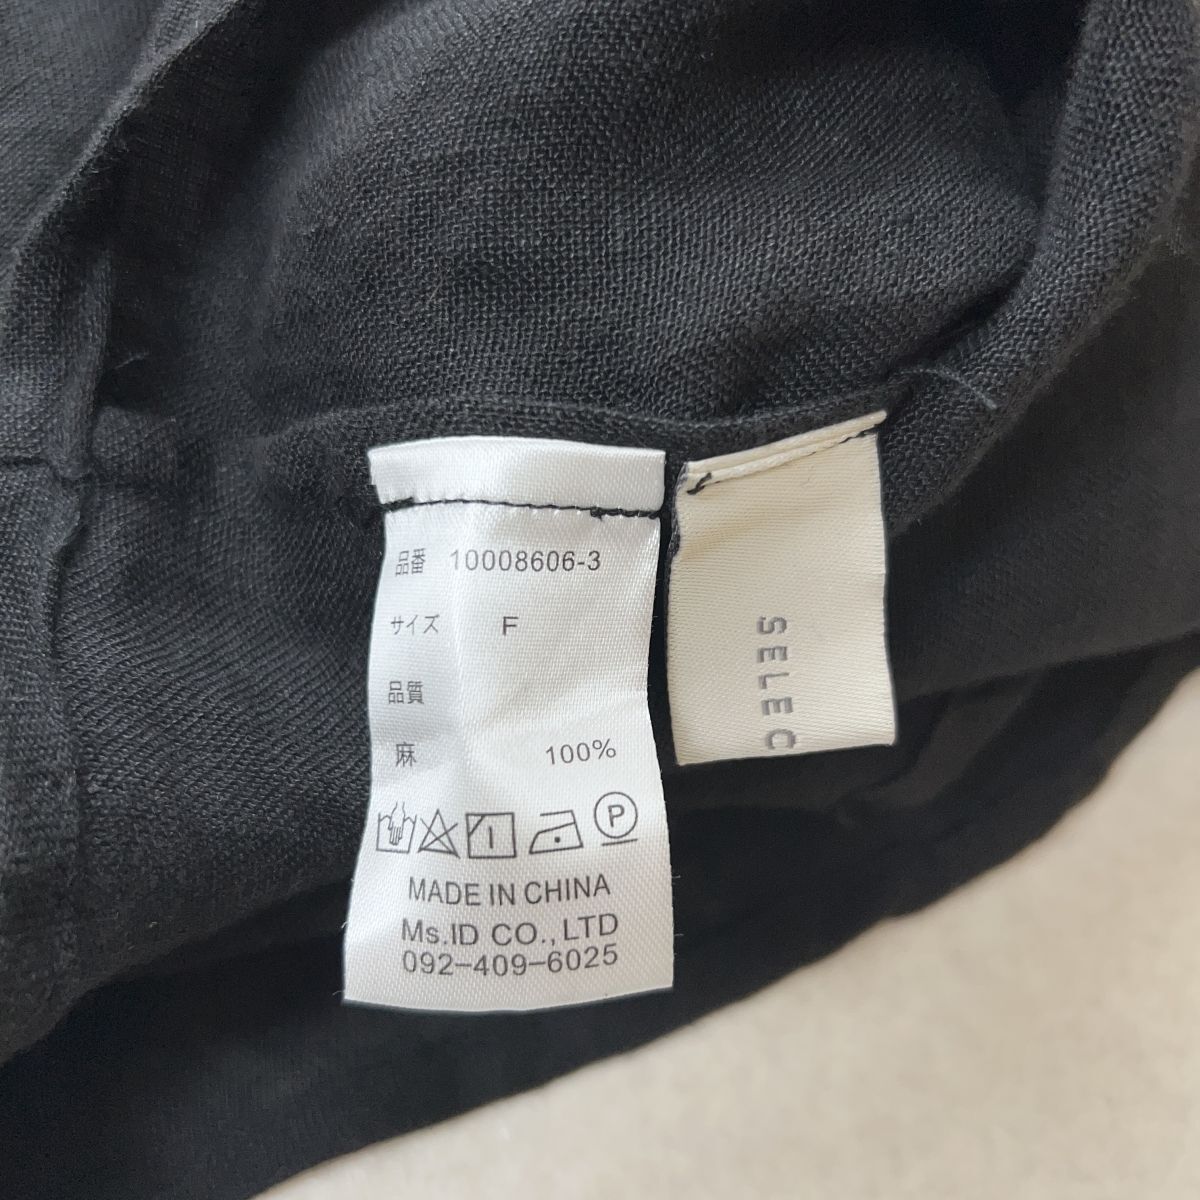 品番 10008606-3
サイズ F
品質
麻 100%
P
MADE IN CHINA
Ms.ID CO.,LTD
092-409-6025
SELEC